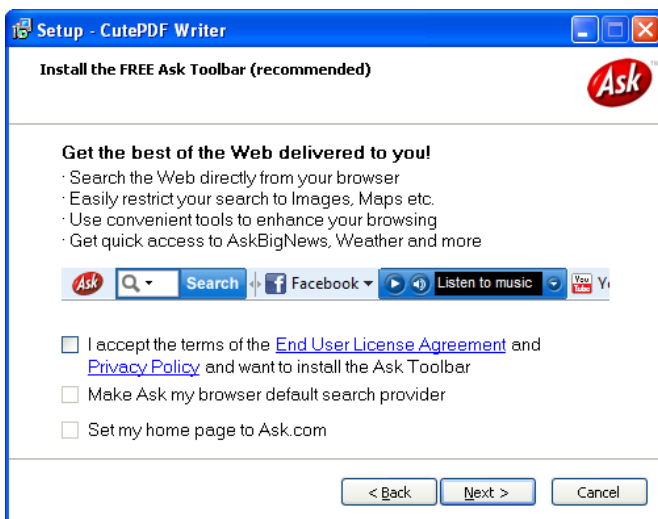 Setup - CutePDF Writer
Install the FREE Ask Toolbar (recommended)
Ask
TM
Get the best of the Web delivered to you!
· Search the Web directly from your browser
· Easily restrict your search to Images, Maps etc.
· Use convenient tools to enhance your browsing
· Get quick access to AskBigNews, Weather and more
Ask Search Facebook Listen to music You Tube Y
I accept the terms of the End User License Agreement and
Privacy Policy and want to install the Ask Toolbar
Make Ask my browser default search provider
Set my home page to Ask.com
< Back Next > Cancel